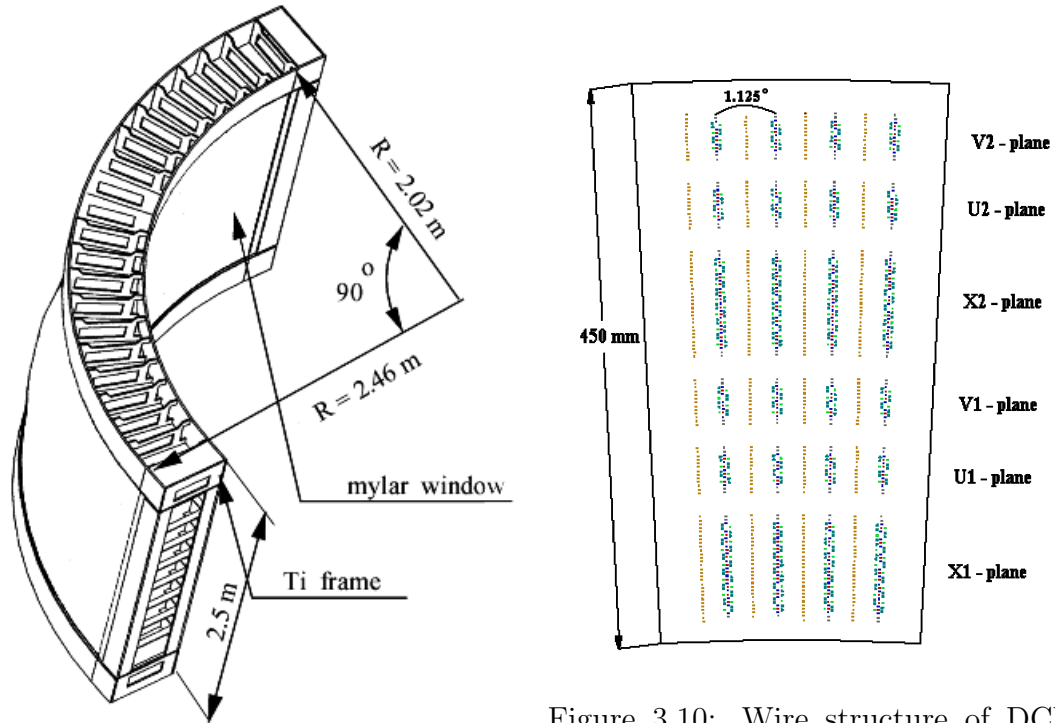 R = 2.02 m
90 o
R = 2.46 m
mylar window
Ti frame
2.5 m
1.125°
450 mm
V2 - plane
U2 - plane
X2 - plane
V1 - plane
U1 - plane
X1 - plane
Figure 3.10: Wire structure of